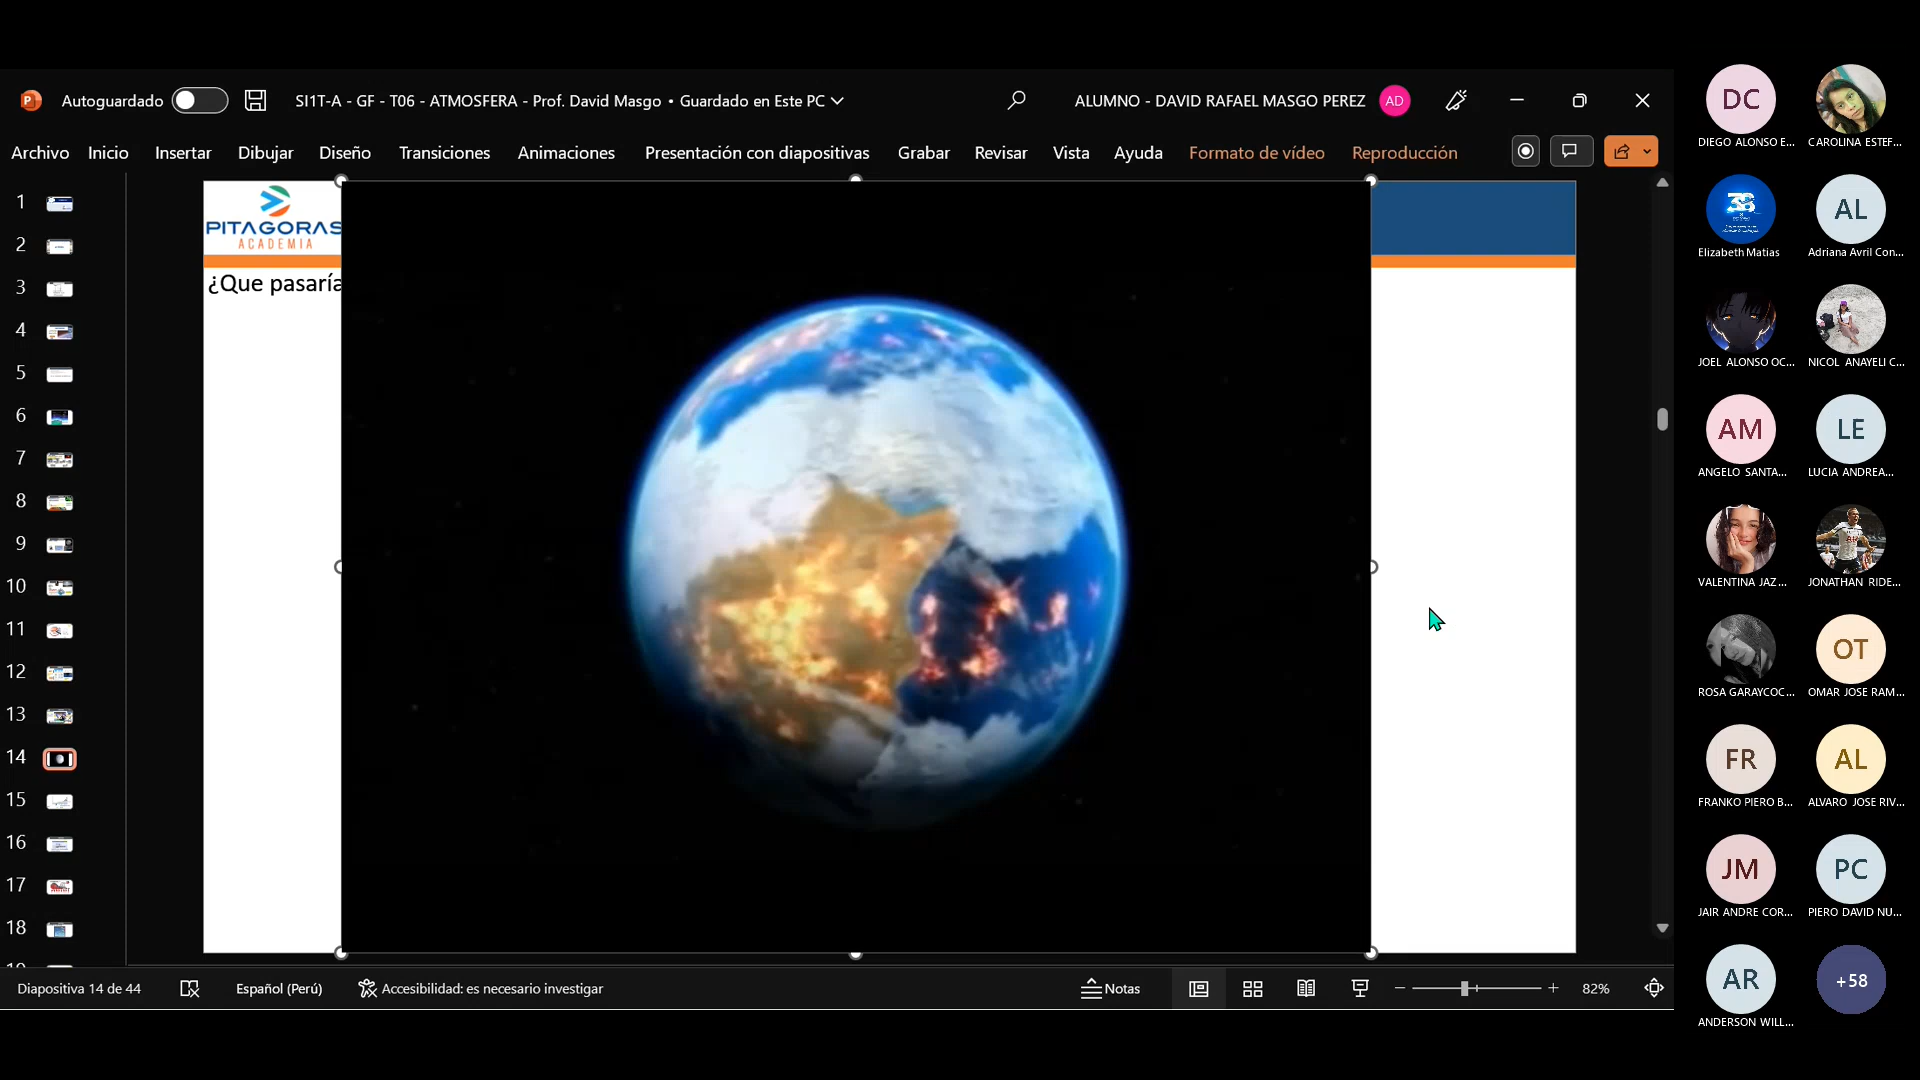 Autoguardado
SI1T-A - GF - T06 - ATMOSFERA - Prof. David Masgo • Guardado en Este PC
ALUMNO - DAVID RAFAEL MASGO PEREZ
AD
Archivo
Inicio
Insertar
Dibujar
Diseño
Transiciones
Animaciones
Presentación con diapositivas
Grabar
Revisar
Vista
Ayuda
Formato de vídeo
Reproducción
1
2
3
4
5
6
7
8
9
10
11
12
13
14
15
16
17
18
PITAGORAS
ACADEMIA
¿Que pasaría
Diapositiva 14 de 44
Español (Perú)
Accesibilidad: es necesario investigar
Notas
82%
DC
DIEGO ALONSO E...
CAROLINA ESTEF...
38
Elizabeth Matias
AL
Adriana Avril Con...
JOEL ALONSO OC...
NICOL ANAYELI C...
AM
ANGELO SANTA...
LE
LUCIA ANDREA...
VALENTINA JAZ...
JONATHAN RIDE...
ROSA GARAYCOC...
OT
OMAR JOSE RAM...
FR
FRANKO PIERO B...
AL
ALVARO JOSE RIV...
JM
JAIR ANDRE COR...
PC
PIERO DAVID NU...
AR
ANDERSON WILL...
+58